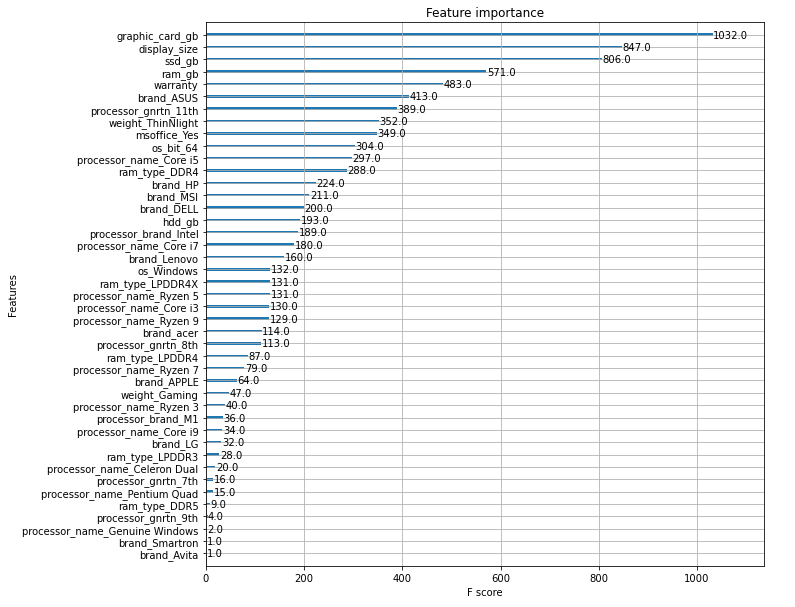 Feature importance
graphic_card_gb 1032.0
display_size 847.0
ssd_gb 806.0
ram_gb 571.0
warranty 483.0
brand_ASUS 413.0
processor_gnrtn_11th 389.0
weight_ThinNlight 352.0
msoffice_Yes 349.0
os_bit_64 304.0
processor_name_Core i5 297.0
ram_type_DDR4 288.0
brand_HP 224.0
brand_MSI 211.0
brand_DELL 200.0
hdd_gb 193.0
processor_brand_Intel 189.0
processor_name_Core i7 180.0
brand_Lenovo 160.0
os_Windows 132.0
ram_type_LPDDR4X 131.0
processor_name_Ryzen 5 131.0
processor_name_Core i3 130.0
processor_name_Ryzen 9 129.0
brand_acer 114.0
processor_gnrtn_8th 113.0
ram_type_LPDDR4 87.0
processor_name_Ryzen 7 79.0
brand_APPLE 64.0
weight_Gaming 47.0
processor_name_Ryzen 3 40.0
processor_brand_M1 36.0
processor_name_Core i9 34.0
brand_LG 32.0
ram_type_LPDDR3 28.0
processor_name_Celeron Dual 20.0
processor_gnrtn_7th 16.0
processor_name_Pentium Quad 15.0
ram_type_DDR5 9.0
processor_gnrtn_9th 4.0
processor_name_Genuine Windows 2.0
brand_Smartron 1.0
brand_Avita 1.0
Features
0 200 400 600 800 1000
F score